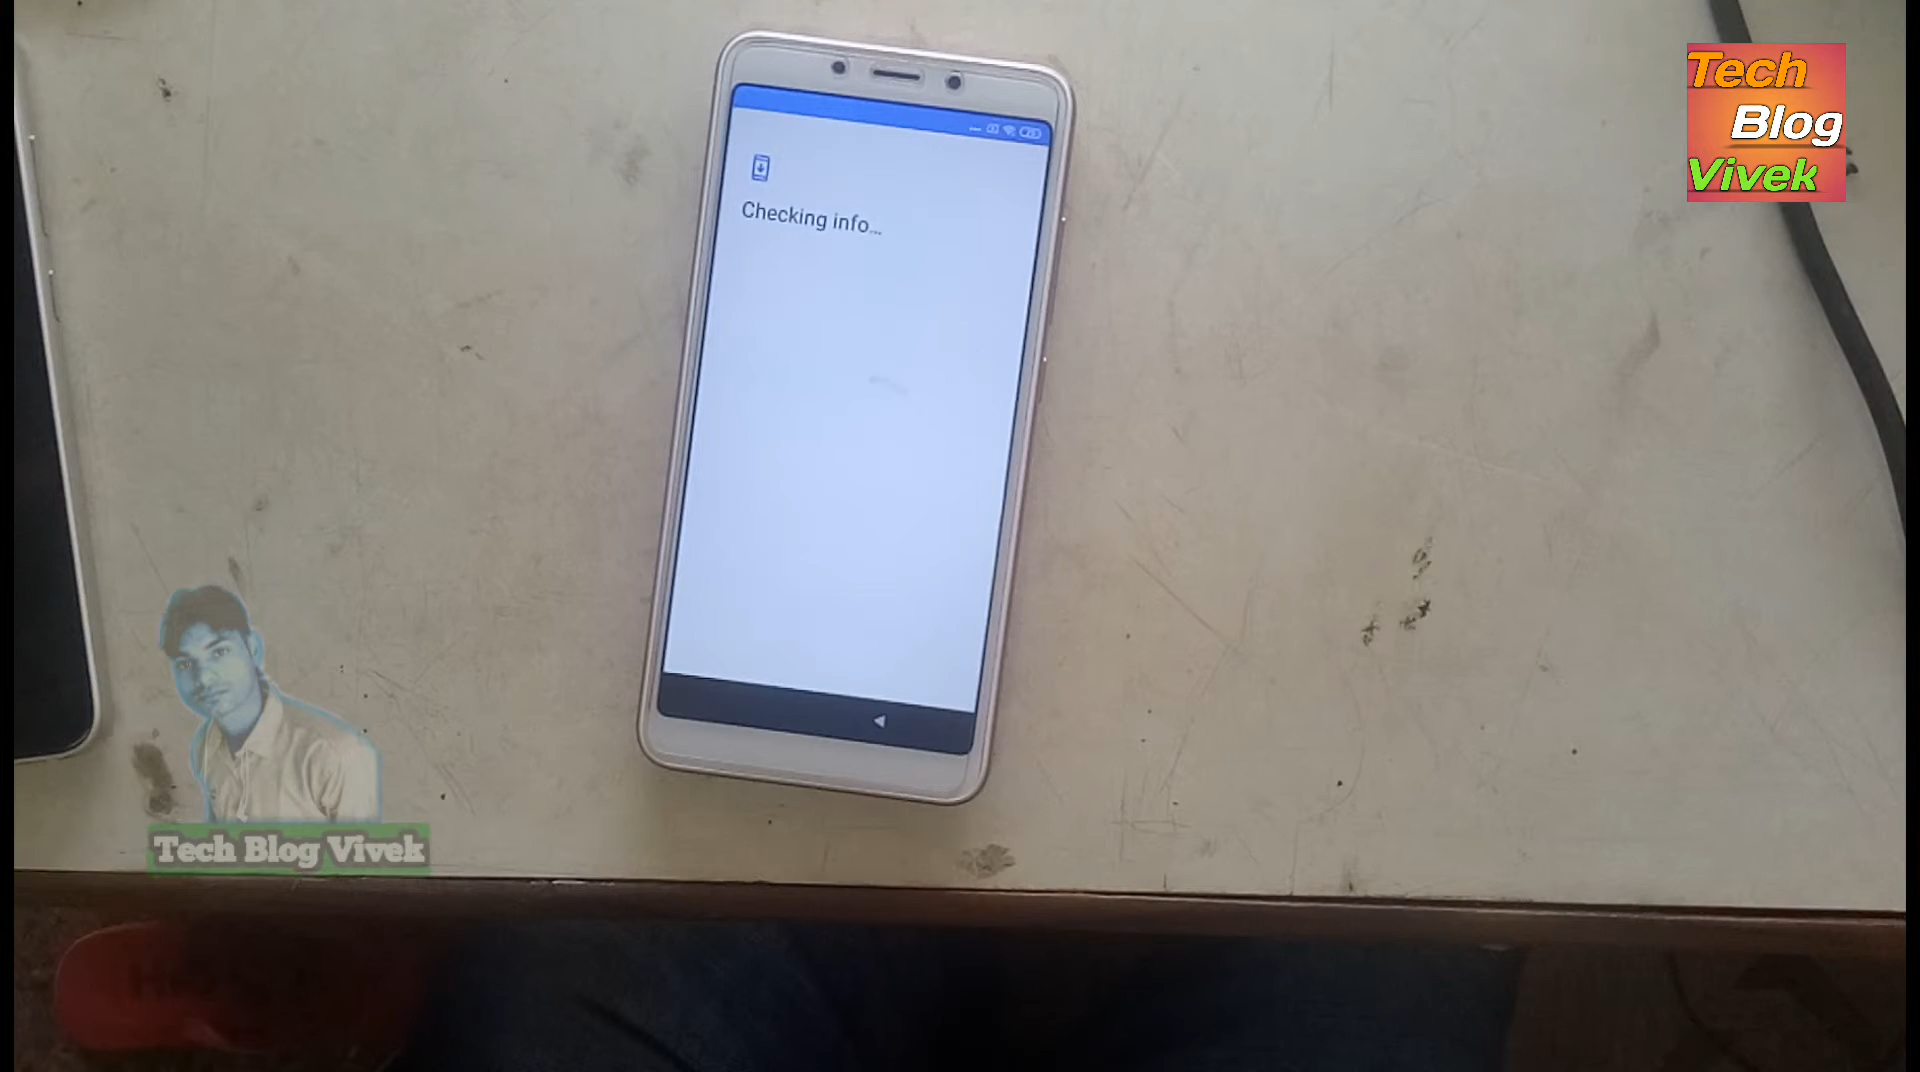 Tech
Blog
Vivek
Checking info...
Tech Blog Vivek